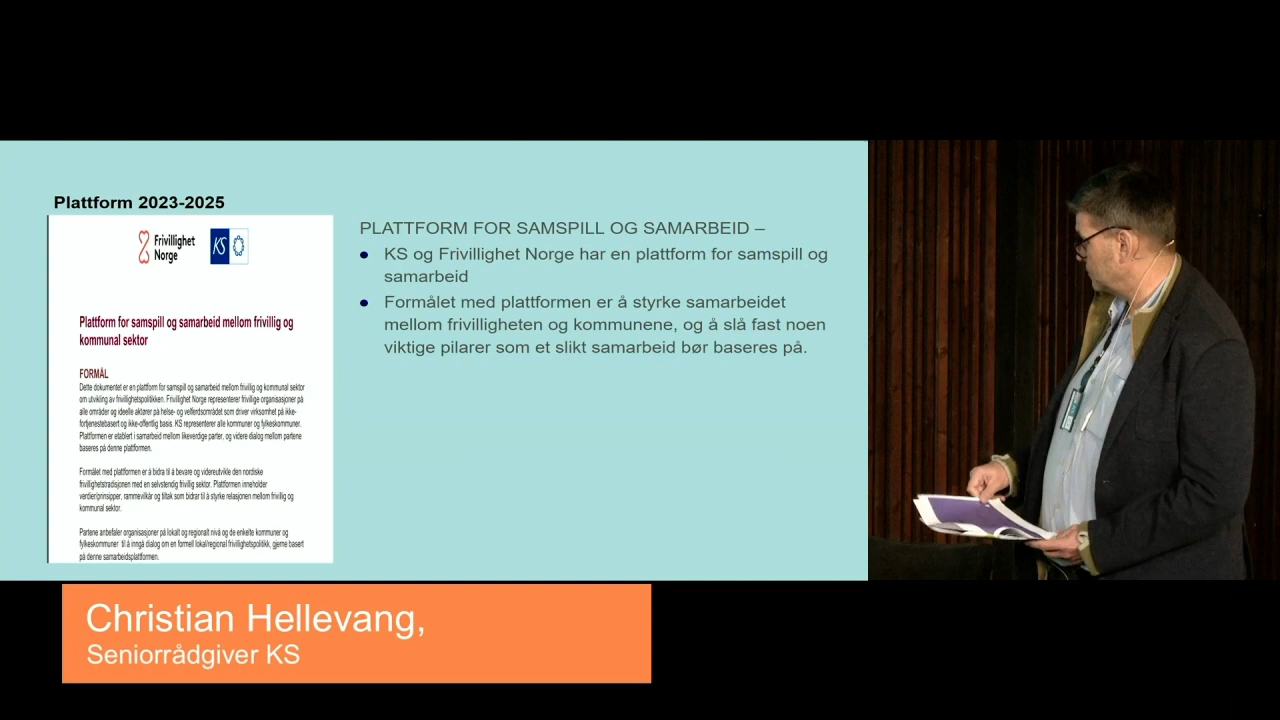 Plattform 2023-2025
Frivillighet
Norge
KS
Plattform for samspill og samarbeid mellom frivillig og
kommunal sektor
FORMÅL
Dette dokumentet er en plattform for samspill og samarbeid mellom frivillig og kommunal sektor
om utvikling av frivillighetspolitikken. Frivillighet Norge representerer frivillige organisasjoner på
alle områder og ideelle aktører på helse- og velferdsområdet som driver virksomhet på ikke-
fortjenestebasert og ikke-offentlig basis. KS representerer alle kommuner og fylkeskommuner.
Plattformen er etablert i samarbeid mellom likeverdige parter, og videre dialog mellom partene
baseres på denne plattformen.
Formålet med plattformen er å bidra til å bevare og videreutvikle den nordiske
frivillighetstradisjonen med en selvstendig frivillig sektor. Plattformen inneholder
verdier/prinsipper, rammevilkår og tiltak som bidrar til å styrke relasjonen mellom frivillig og
kommunal sektor.
Partene anbefaler organisasjoner på lokalt og regionalt nivå og de enkelte kommuner og
fylkeskommuner til å inngå dialog om en formell lokal/regional frivillighetspolitikk, gjerne basert
på denne samarbeidsplattformen.
PLATTFORM FOR SAMSPILL OG SAMARBEID –
● KS og Frivillighet Norge har en plattform for samspill og
samarbeid
● Formålet med plattformen er å styrke samarbeidet
mellom frivilligheten og kommunene, og å slå fast noen
viktige pilarer som et slikt samarbeid bør baseres på.
Christian Hellevang,
Seniorrådgiver KS